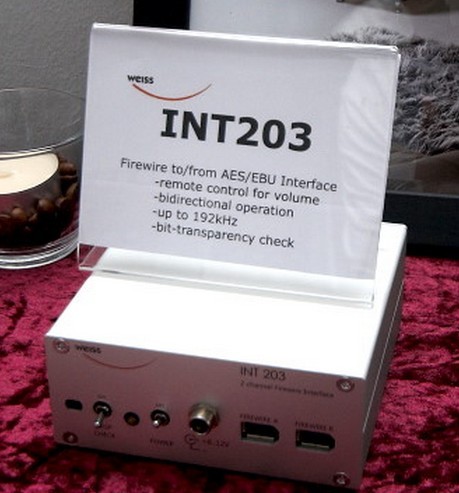 weiss
INT203
Firewire to/from AES/EBU Interface
-remote control for volume
-bidirectional operation
-up to 192kHz
-bit-transparency check
weiss
INT 203
2 channel Firewire Interface
CHECK
POWER
FIREWIRE A
FIREWIRE B